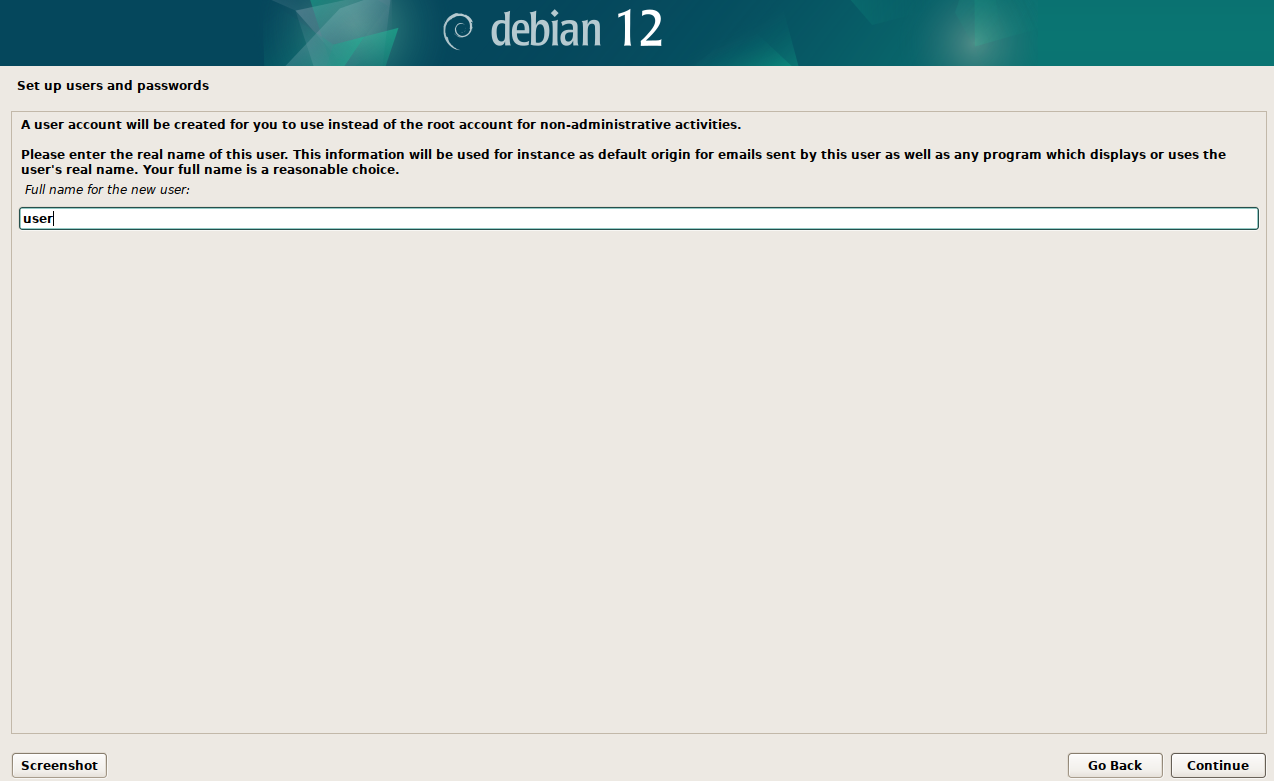 debian 12
Set up users and passwords
A user account will be created for you to use instead of the root account for non-administrative activities.
Please enter the real name of this user. This information will be used for instance as default origin for emails sent by this user as well as any program which displays or uses the
user's real name. Your full name is a reasonable choice.
Full name for the new user:
user
Screenshot
Go Back
Continue